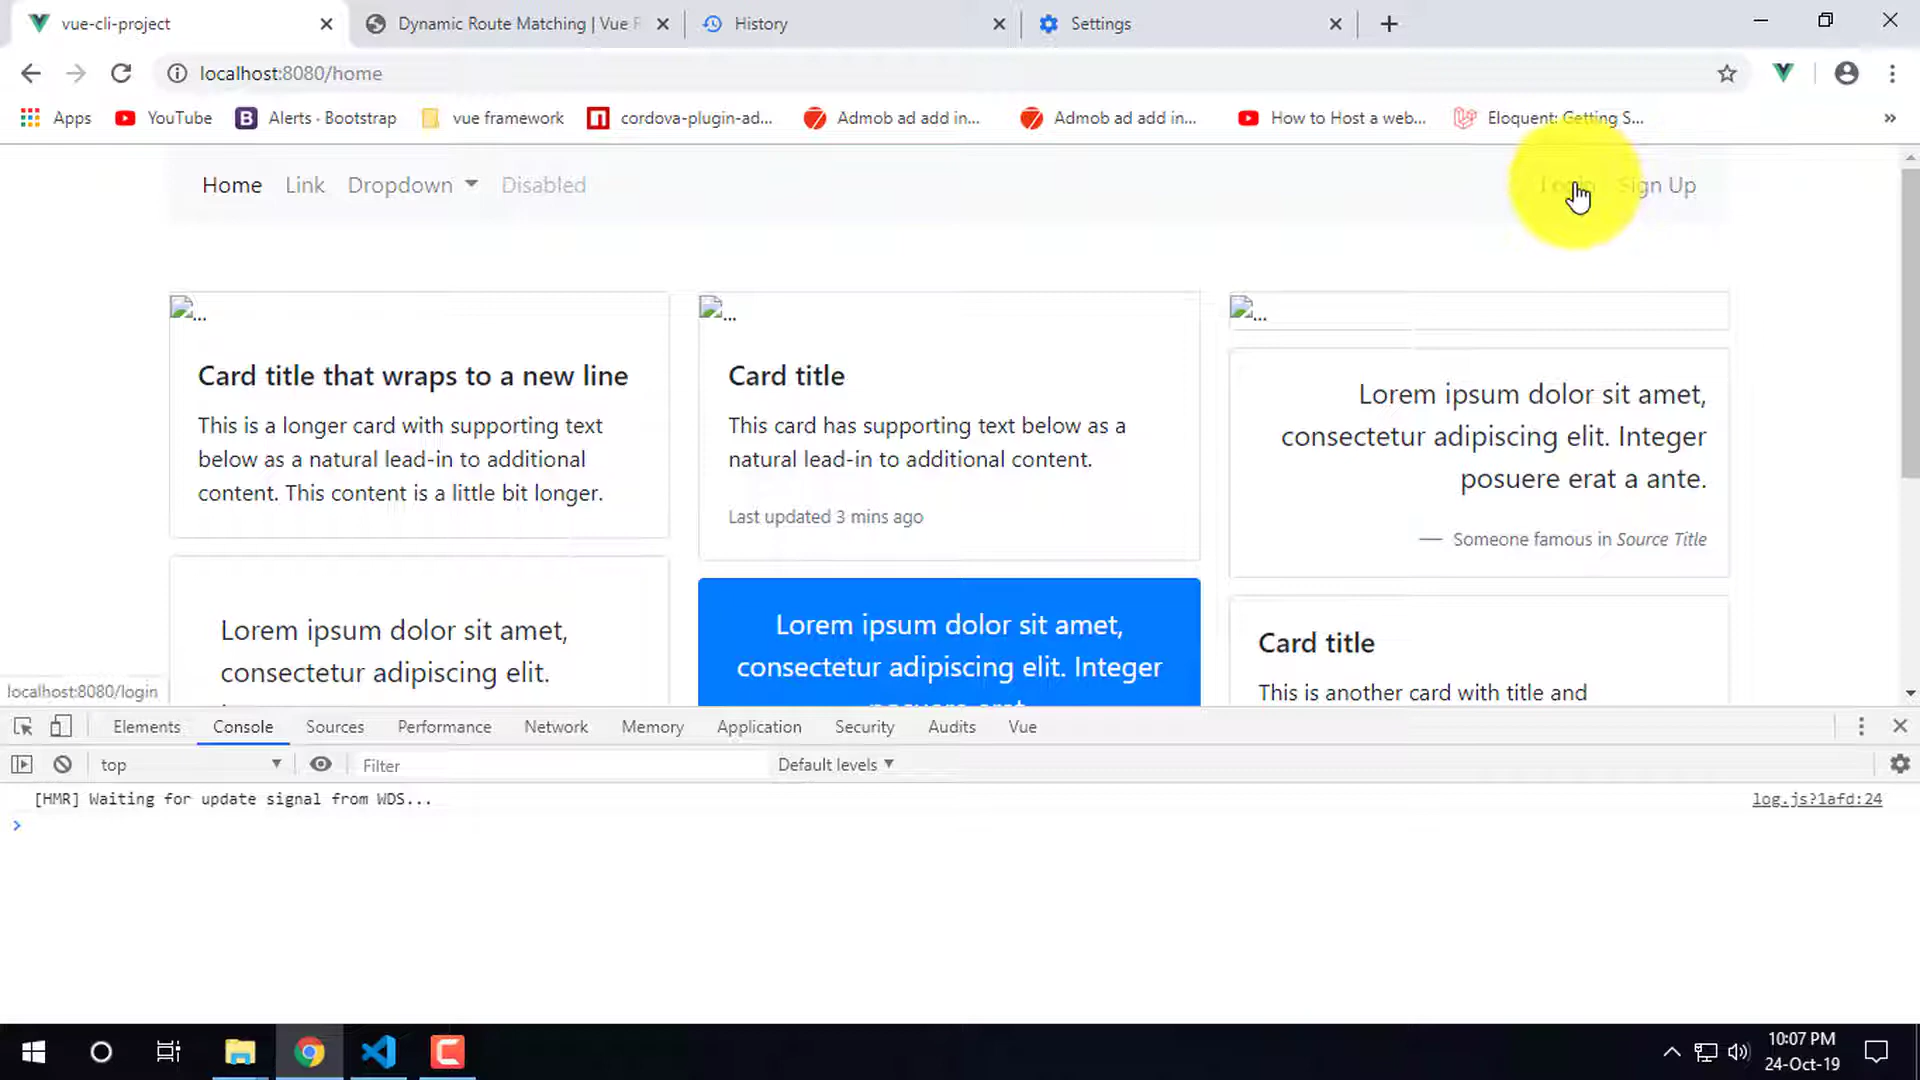 vue-cli-project
Dynamic Route Matching | Vue R
History
Settings
localhost:8080/home
Apps
YouTube
B
Alerts · Bootstrap
vue framework
cordova-plugin-ad...
Admob ad add in...
Admob ad add in...
How to Host a web...
Eloquent: Getting S...
»
Home
Link
Dropdown
Disabled
Login
Sign Up
...
...
...
Card title that wraps to a new line
This is a longer card with supporting text
below as a natural lead-in to additional
content. This content is a little bit longer.
Card title
This card has supporting text below as a
natural lead-in to additional content.
Last updated 3 mins ago
Lorem ipsum dolor sit amet,
consectetur adipiscing elit. Integer
posuere erat a ante.
— Someone famous in Source Title
Lorem ipsum dolor sit amet,
consectetur adipiscing elit.
Lorem ipsum dolor sit amet,
consectetur adipiscing elit. Integer
posuere erat
Card title
This is another card with title and
localhost:8080/login
Elements
Console
Sources
Performance
Network
Memory
Application
Security
Audits
Vue
top
Filter
Default levels
[HMR] Waiting for update signal from WDS...
log.js?1afd:24
10:07 PM
24-Oct-19